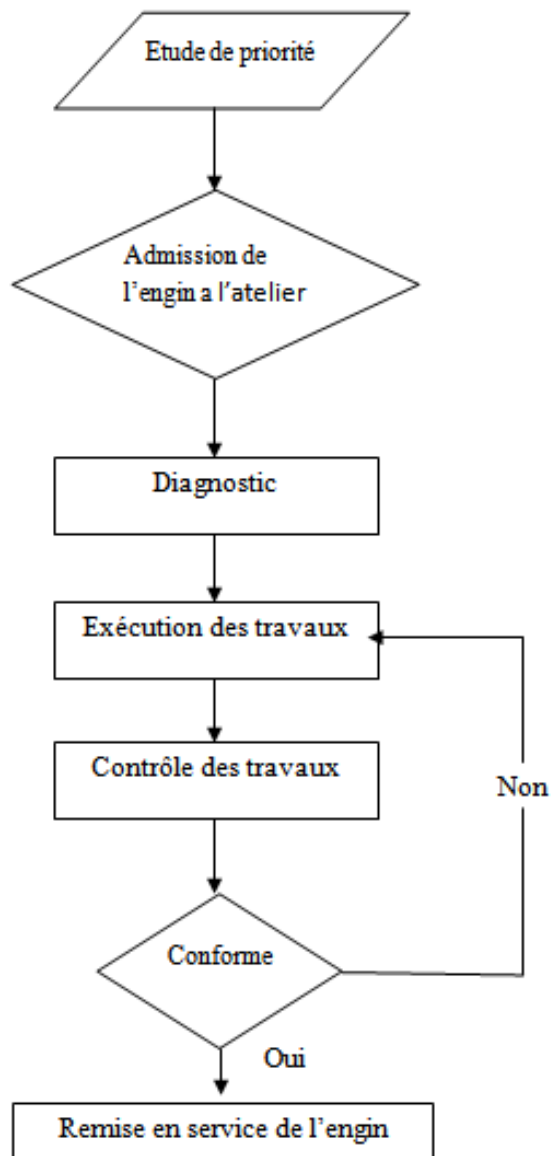 Etude de priorité
Admission de
l'engin a l'atelier
Diagnostic
Exécution des travaux
Contrôle des travaux
Non
Conforme
Oui
Remise en service de l'engin